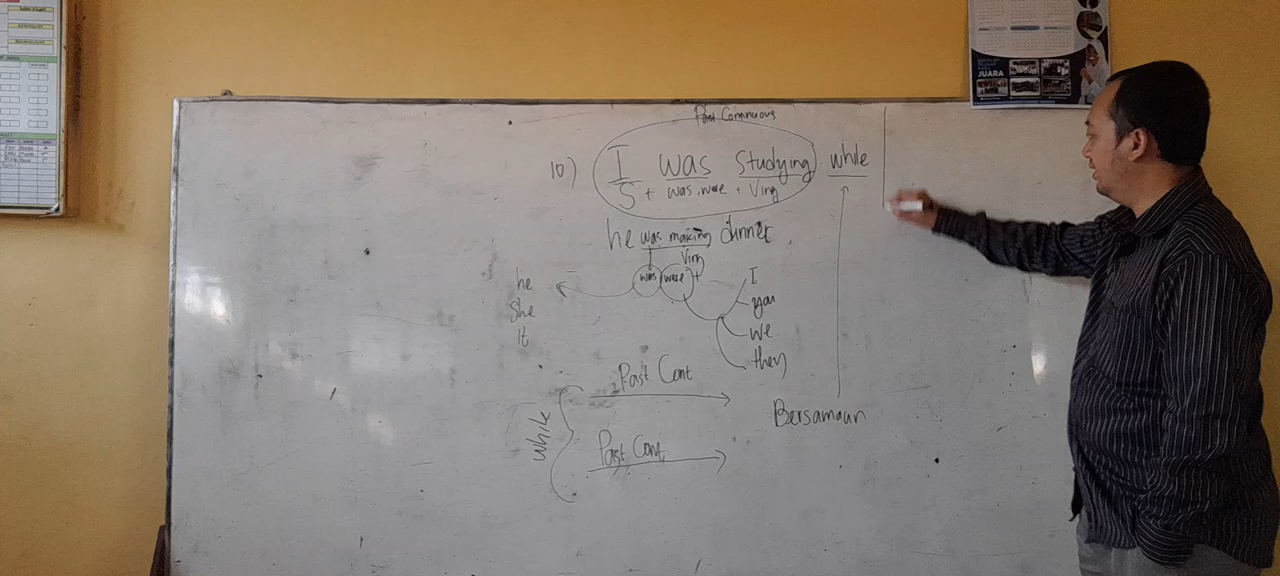 Past Continuous
10) I was studying while
S + was, were + Ving
he was making dinner
Ving
was were +
he
She
It
I
you
we
they
Past Cont
while
Past Cont
Bersamaan
JUARA